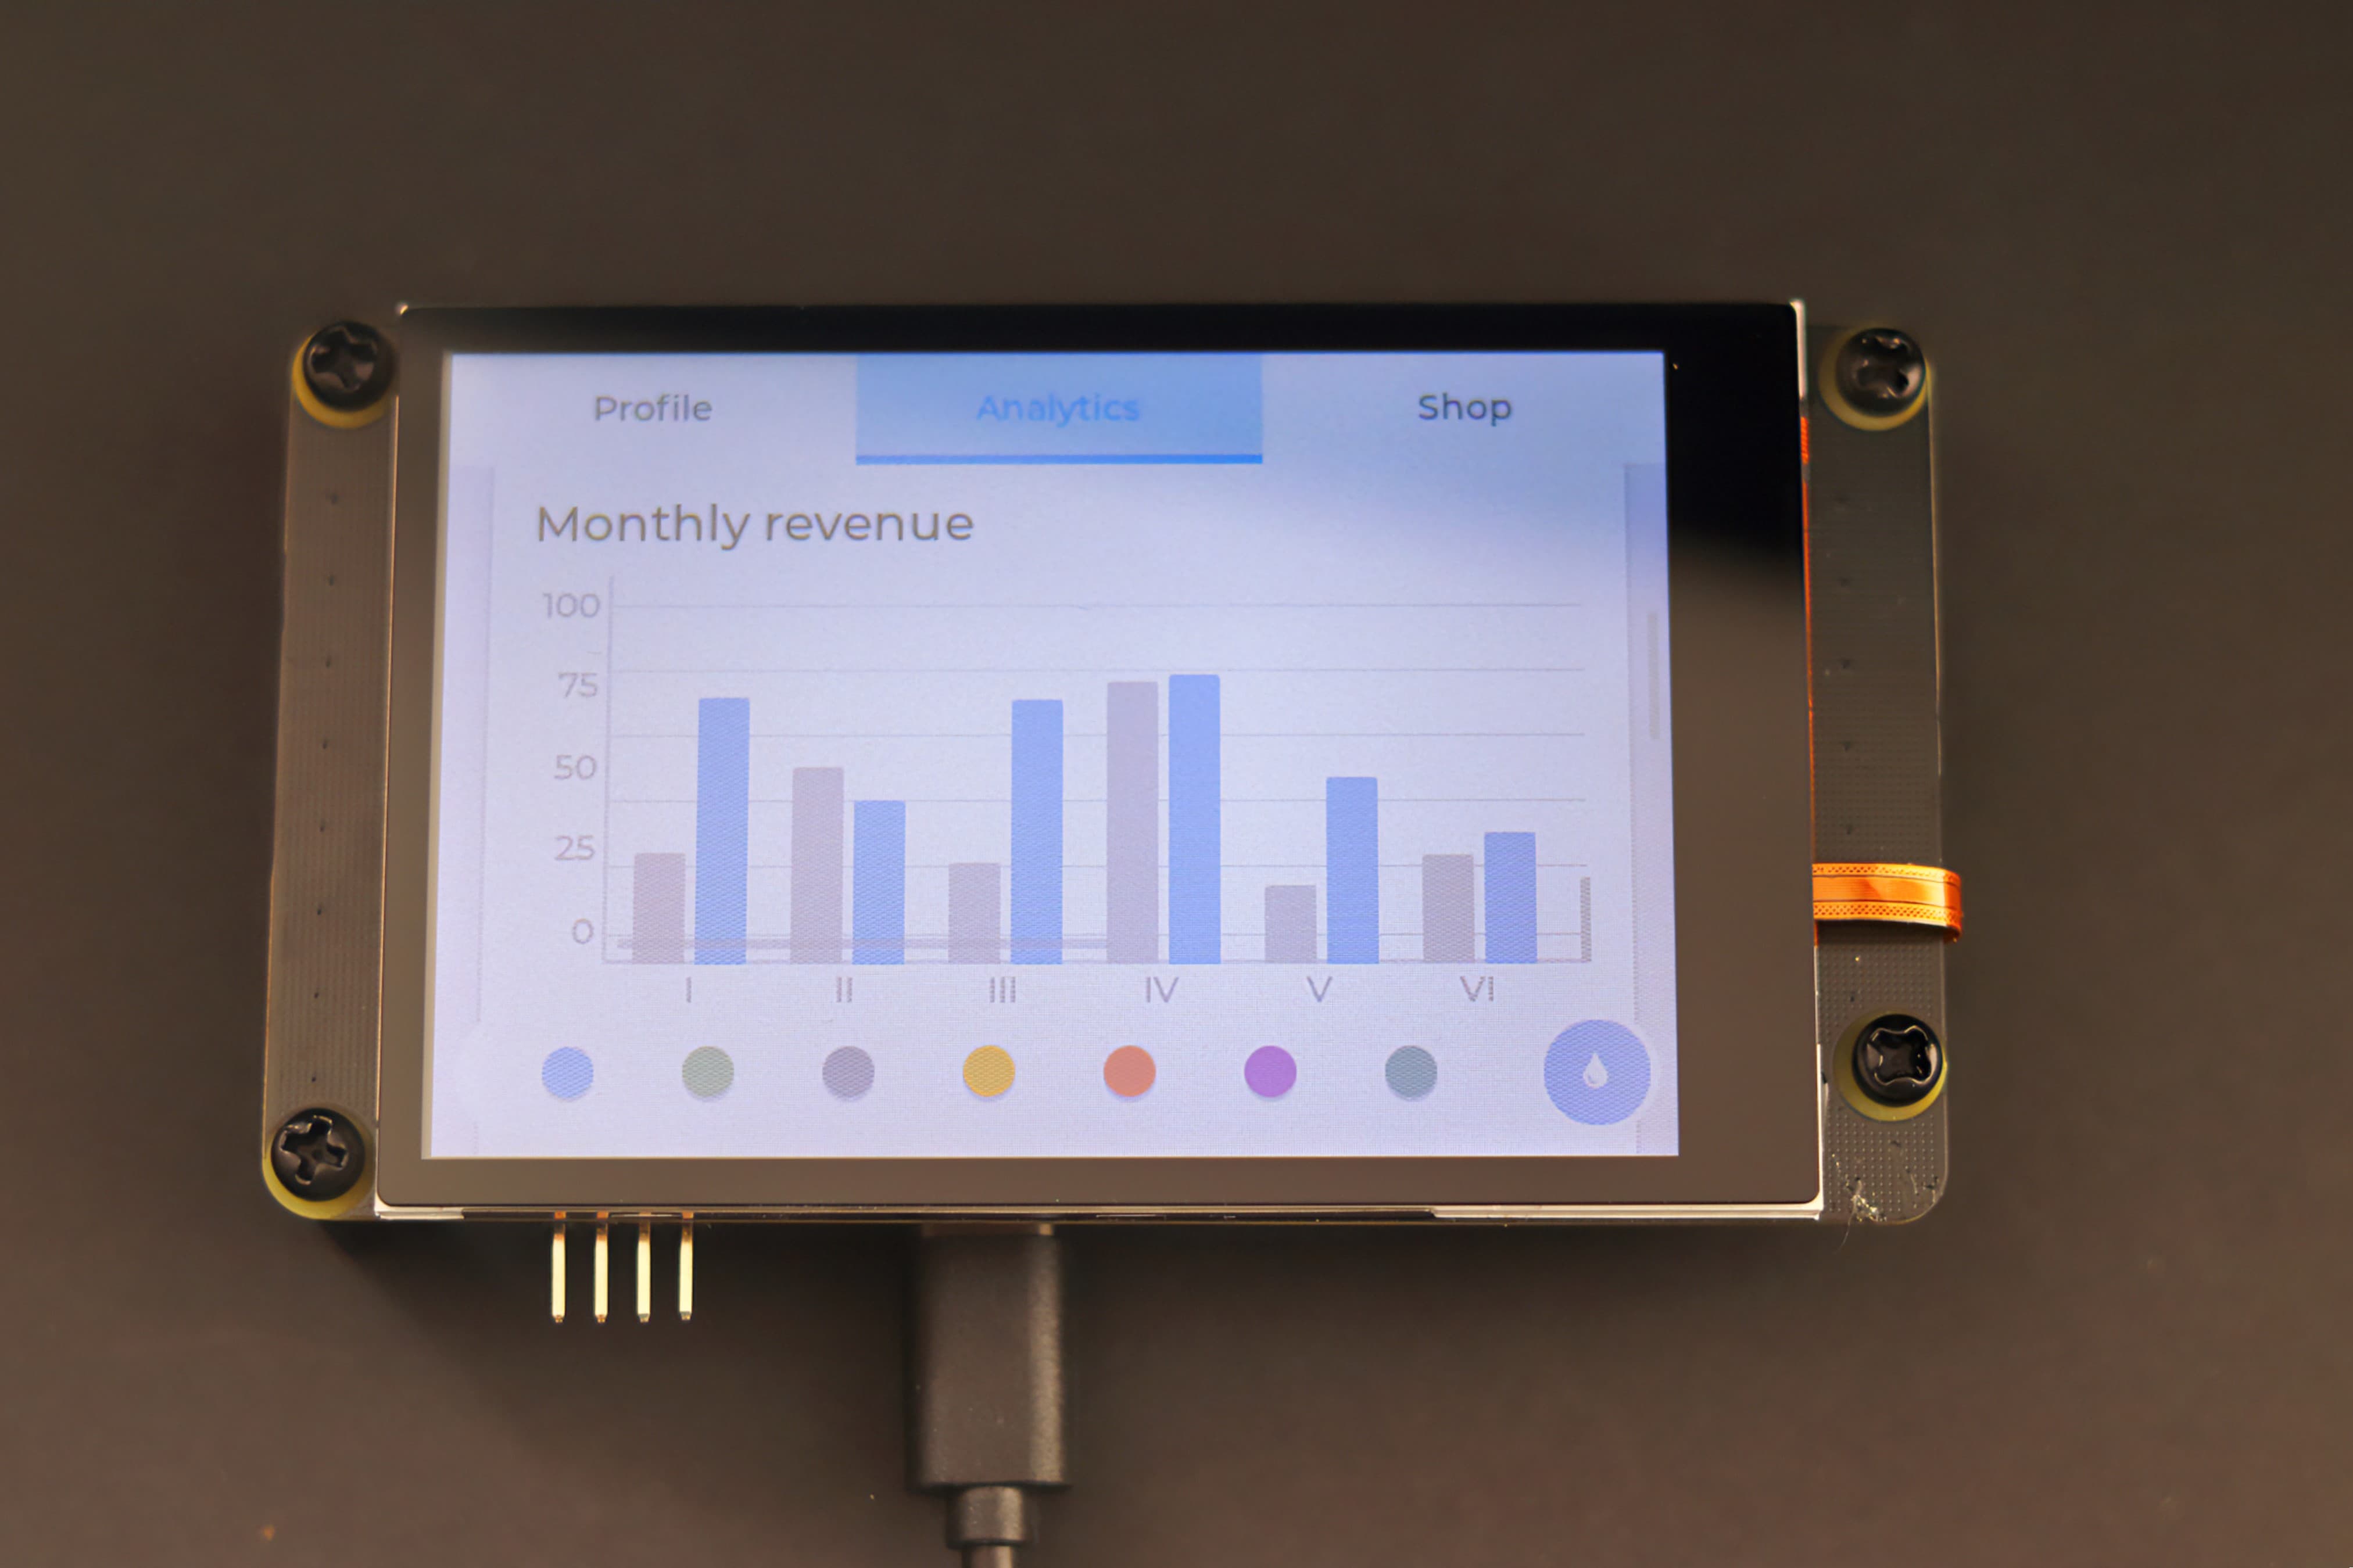 Profile Analytics Shop
Monthly revenue
100
75
50
25
0
I II III IV V VI